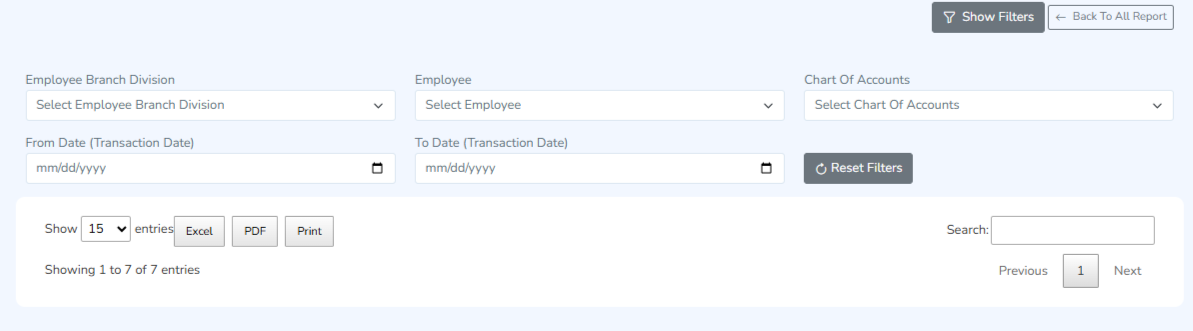 Show Filters
← Back To All Report
Employee Branch Division
Employee
Chart Of Accounts
Select Employee Branch Division
Select Employee
Select Chart Of Accounts
From Date (Transaction Date)
To Date (Transaction Date)
mm/dd/yyyy
mm/dd/yyyy
Reset Filters
Show 15 entries Excel PDF Print
Search:
Showing 1 to 7 of 7 entries
Previous 1 Next